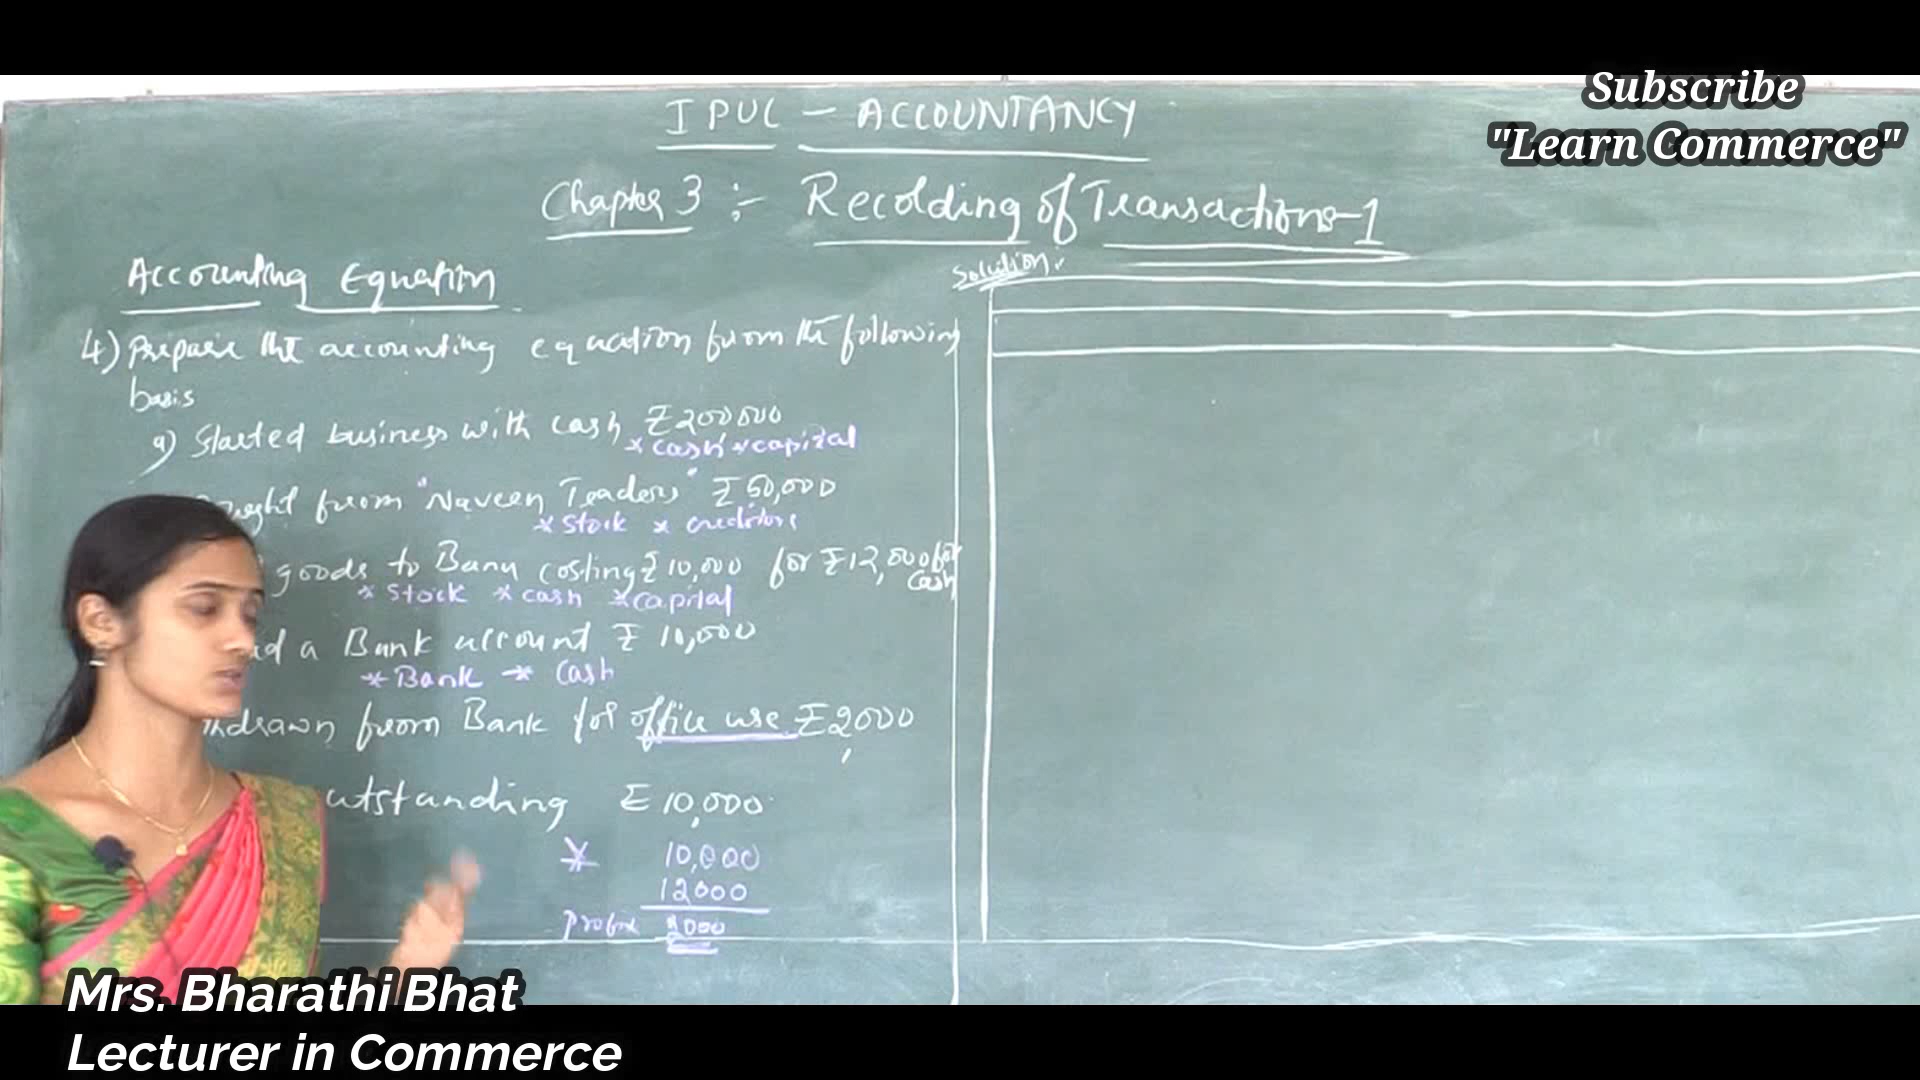 Subscribe
"Learn Commerce"
I PUC - ACCOUNTANCY
Chapter 3 :- Recording of Transactions-1
Accounting Equation
Solution:
4) Prepare the accounting equation from the following
basis
a) Started business with cash ₹200000
* cash * capital
from "Naveen Traders" ₹50,000
* Stock * creditors
goods to Banu costing ₹10,000 for ₹12,000 for
cash
* Stock * cash * capital
a Bank account ₹ 10,000
* Bank * Cash
from Bank for office use ₹2000
utstanding ₹10,000
* 10,000
12000
profit 2000
Mrs. Bharathi Bhat
Lecturer in Commerce